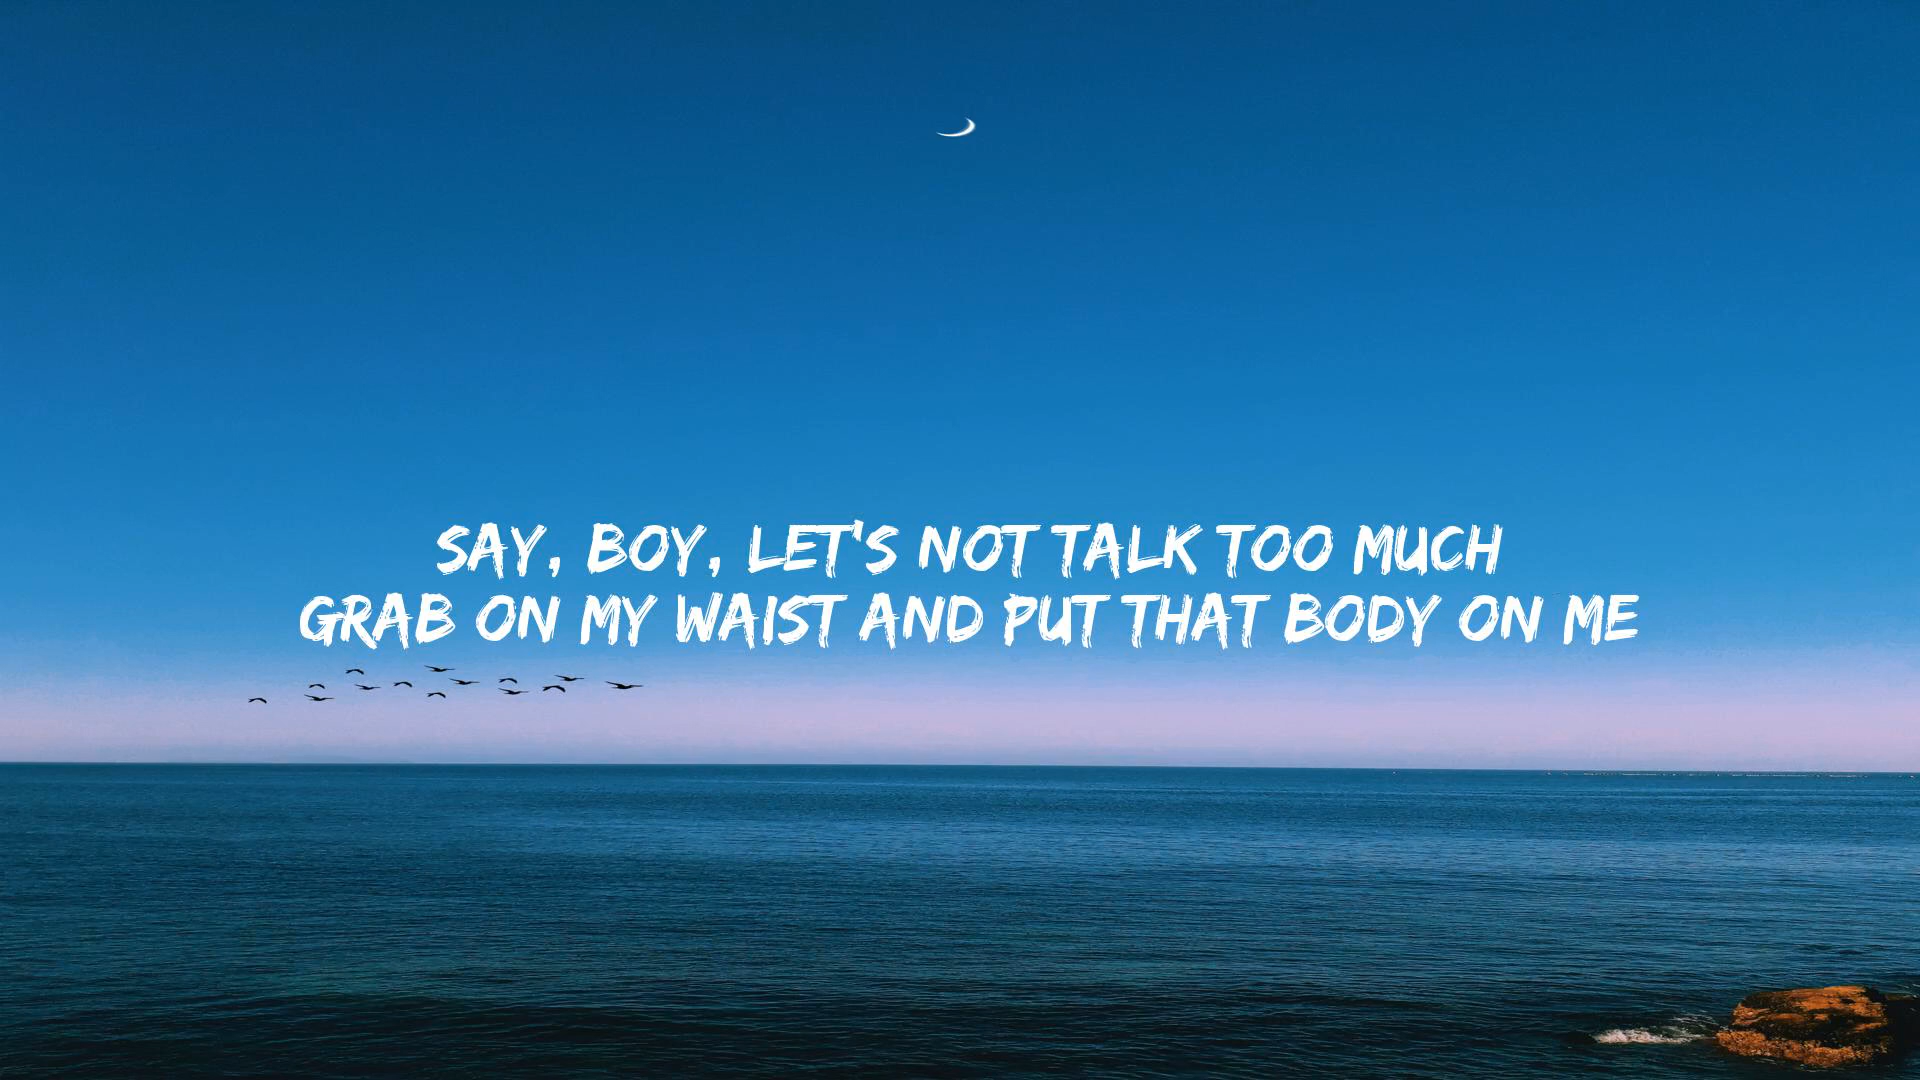 SAY, BOY, LET'S NOT TALK TOO MUCH
GRAB ON MY WAIST AND PUT THAT BODY ON ME